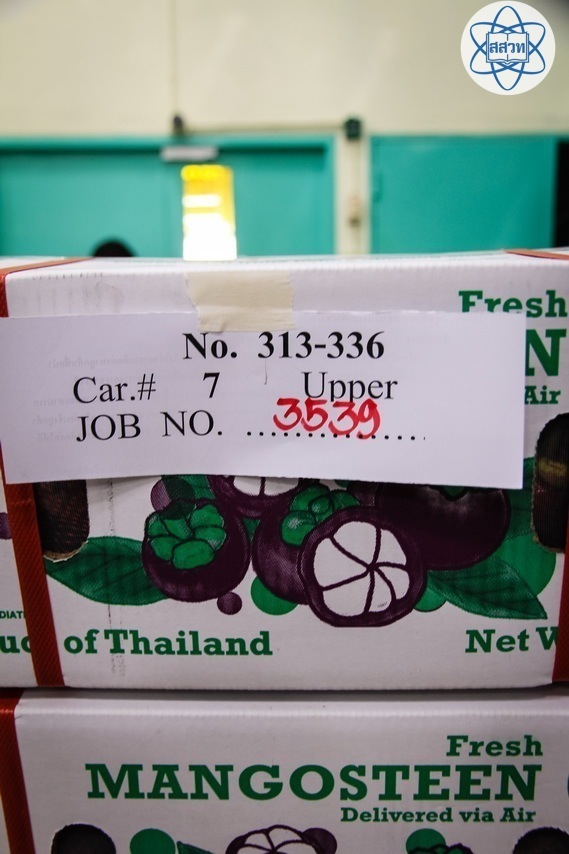 สสวท
Fresh
N
Air
No. 313-336
Car.# 7 Upper
JOB NO. 3539
of Thailand
Net
Fresh
MANGOSTEEN
Delivered via Air